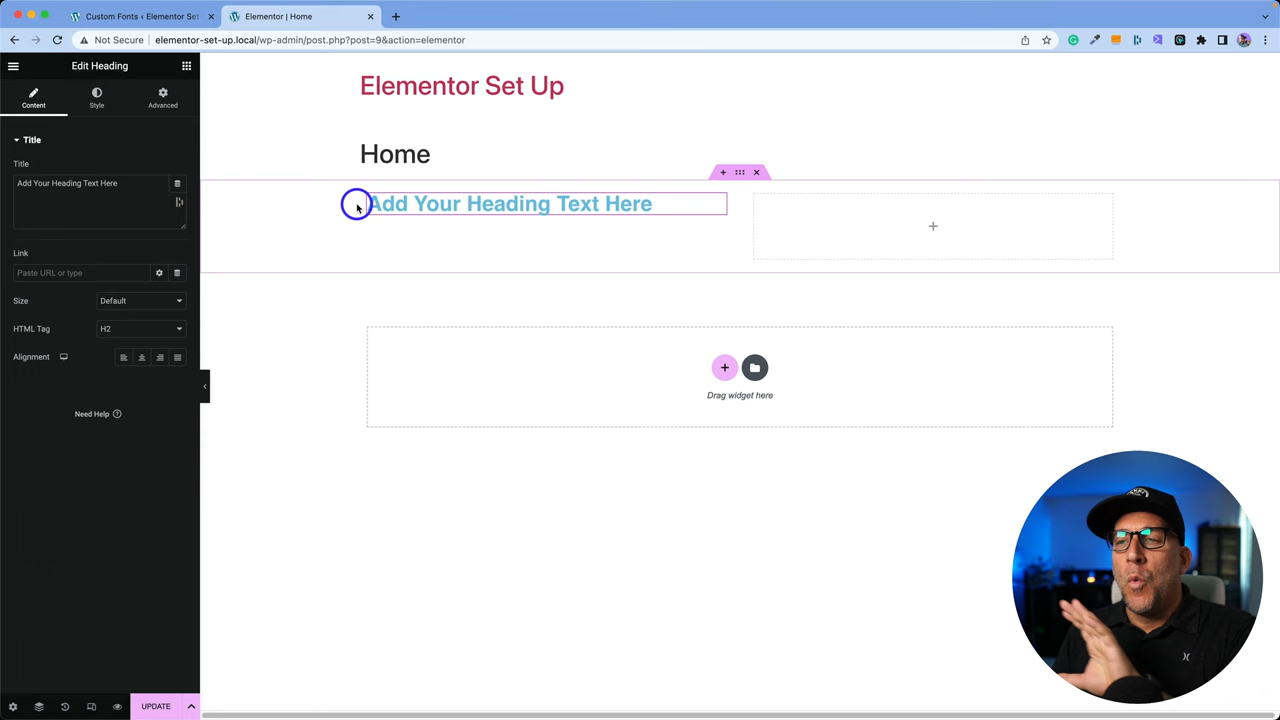 Custom Fonts ‹ Elementor Set
Elementor | Home
Not Secure
elementor-set-up.local/wp-admin/post.php?post=9&action=elementor
Edit Heading
Content
Style
Advanced
Title
Title
Add Your Heading Text Here
Link
Paste URL or type
Size
Default
HTML Tag
H2
Alignment
Need Help
UPDATE
Elementor Set Up
Home
Add Your Heading Text Here
Drag widget here